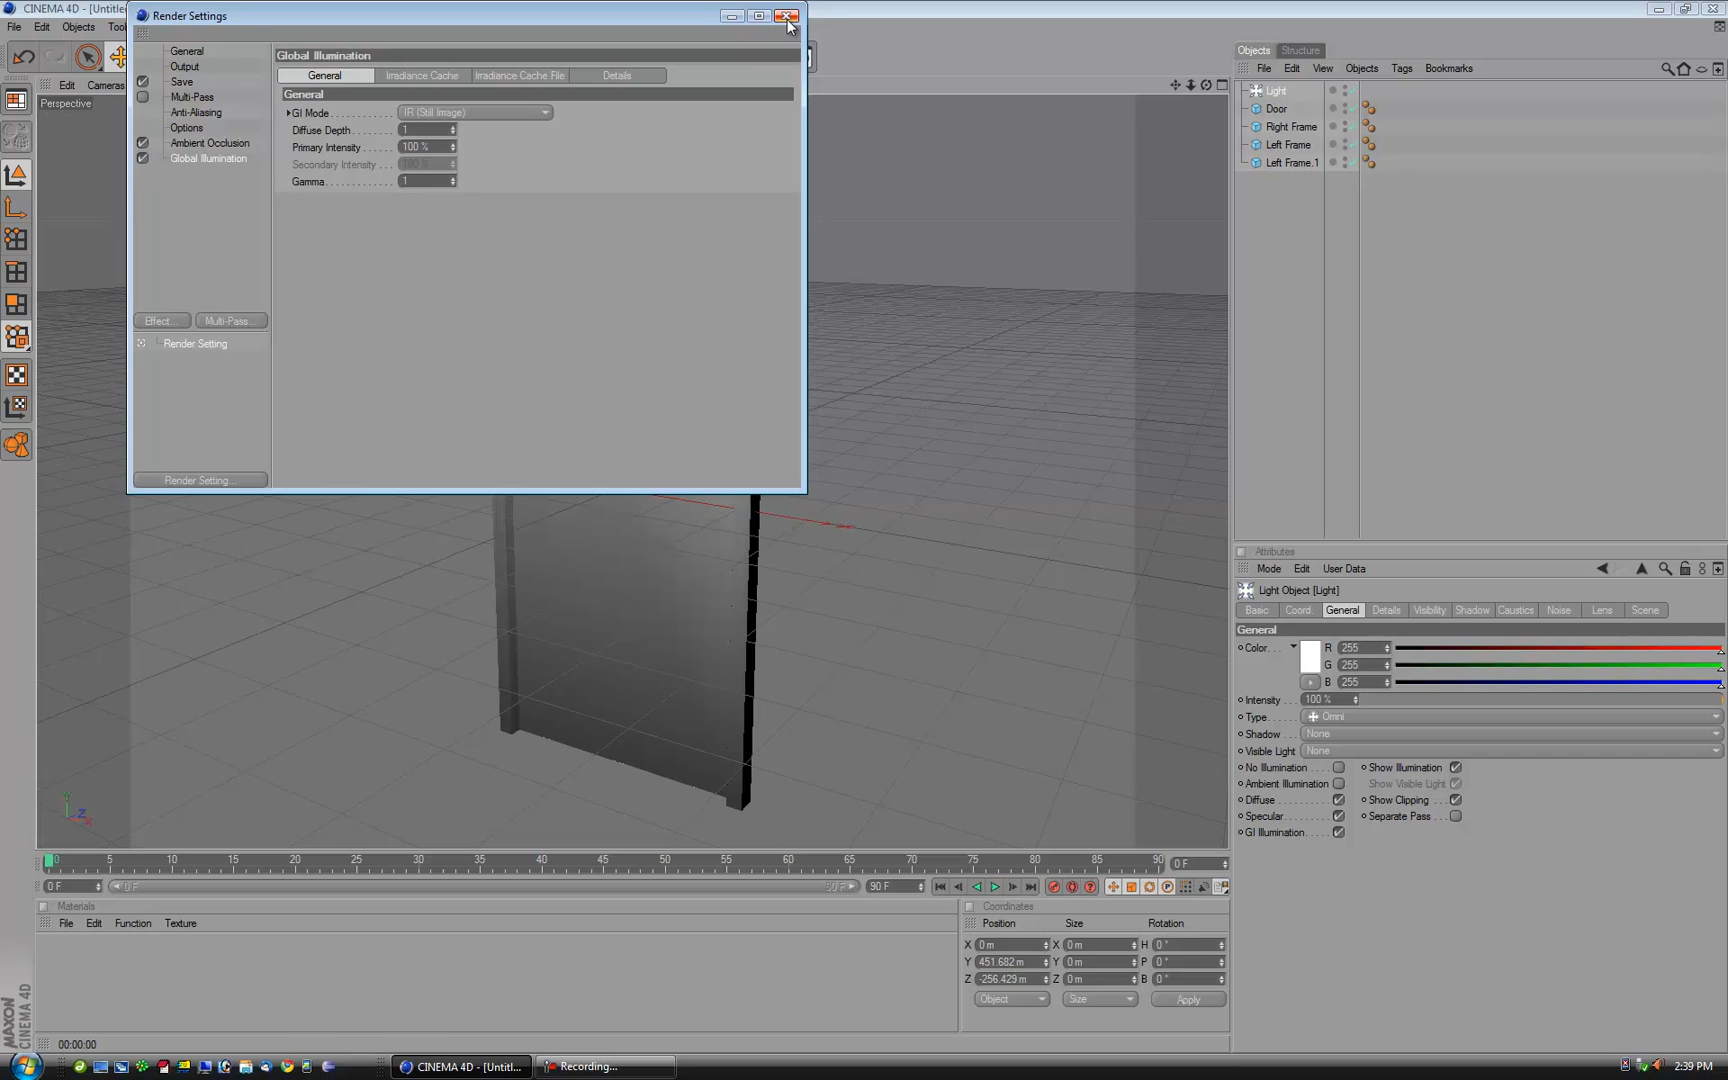 CINEMA 4D - [Untitle
Render Settings
File Edit Objects Too
Edit Cameras
Perspective
General
Output
Save
Multi-Pass
Anti-Aliasing
Options
Ambient Occlusion
Global Illumination
Effect... Multi-Pass...
Render Setting
Render Setting...
Global Illumination
General Irradiance Cache Irradiance Cache File Details
General
GI Mode IR (Still Image)
Diffuse Depth 1
Primary Intensity 100 %
Secondary Intensity 100 %
Gamma 1
Objects Structure
File Edit View Objects Tags Bookmarks
Light
Door
Right Frame
Left Frame
Left Frame.1
Attributes
Mode Edit User Data
Light Object [Light]
Basic Coord. General Details Visibility Shadow Caustics Noise Lens Scene
General
Color R 255
G 255
B 255
Intensity 100 %
Type Omni
Shadow None
Visible Light None
No Illumination Show Illumination
Ambient Illumination Show Visible Light
Diffuse Show Clipping
Specular Separate Pass
GI Illumination
Y Z X
0 5 10 15 20 25 30 35 40 45 50 55 60 65 70 75 80 85 90 0 F
0 F 0 F 90 F 90 F
Materials
File Edit Function Texture
Coordinates
Position Size Rotation
X 0 m X 0 m H 0 °
Y 451.682 m Y 0 m P 0 °
Z -256.429 m Z 0 m B 0 °
Object Size Apply
MAXON
CINEMA 4D
00:00:00
CINEMA 4D - [Untitl... Recording... 2:39 PM